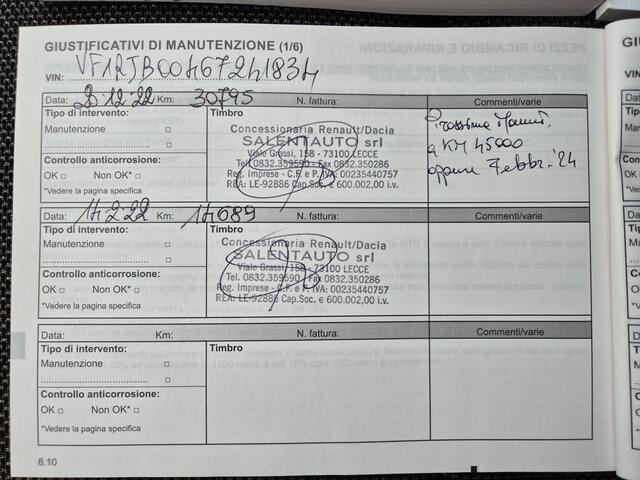 GIUSTIFICATIVI DI MANUTENZIONE (1/6)
VIN: VF1RJB00467241834
Data: 2.12.22 Km: 30795 N. fattura: Commenti/varie
Tipo di intervento:
Manutenzione □
□
Controllo anticorrosione:
OK □ Non OK* □
*Vedere la pagina specifica
Timbro
Concessionaria Renault/Dacia
SALENTAUTO srl
Viale Grassi, 158 - 73100 LECCE
Tel. 0832.359590 - Fax 0832.350286
Reg. Imprese - C.F. e P. IVA: 00235440757
REA: LE-92886 Cap.Soc. € 600.002,00 i.v.
Prossima Manut.
a KM 45000
oppure Febbr. '24
Data: 14.2.22 Km: 14689 N. fattura: Commenti/varie
Tipo di intervento:
Manutenzione □
□
Controllo anticorrosione:
OK □ Non OK* □
*Vedere la pagina specifica
Timbro
Concessionaria Renault/Dacia
SALENTAUTO srl
Viale Grassi, 158 - 73100 LECCE
Tel. 0832.359590 - Fax 0832.350286
Reg. Imprese - C.F. e P. IVA: 00235440757
REA: LE-92886 Cap.Soc. € 600.002,00 i.v.
Data: Km: N. fattura: Commenti/varie
Tipo di intervento:
Manutenzione □
□
Controllo anticorrosione:
OK □ Non OK* □
*Vedere la pagina specifica
Timbro
6.10